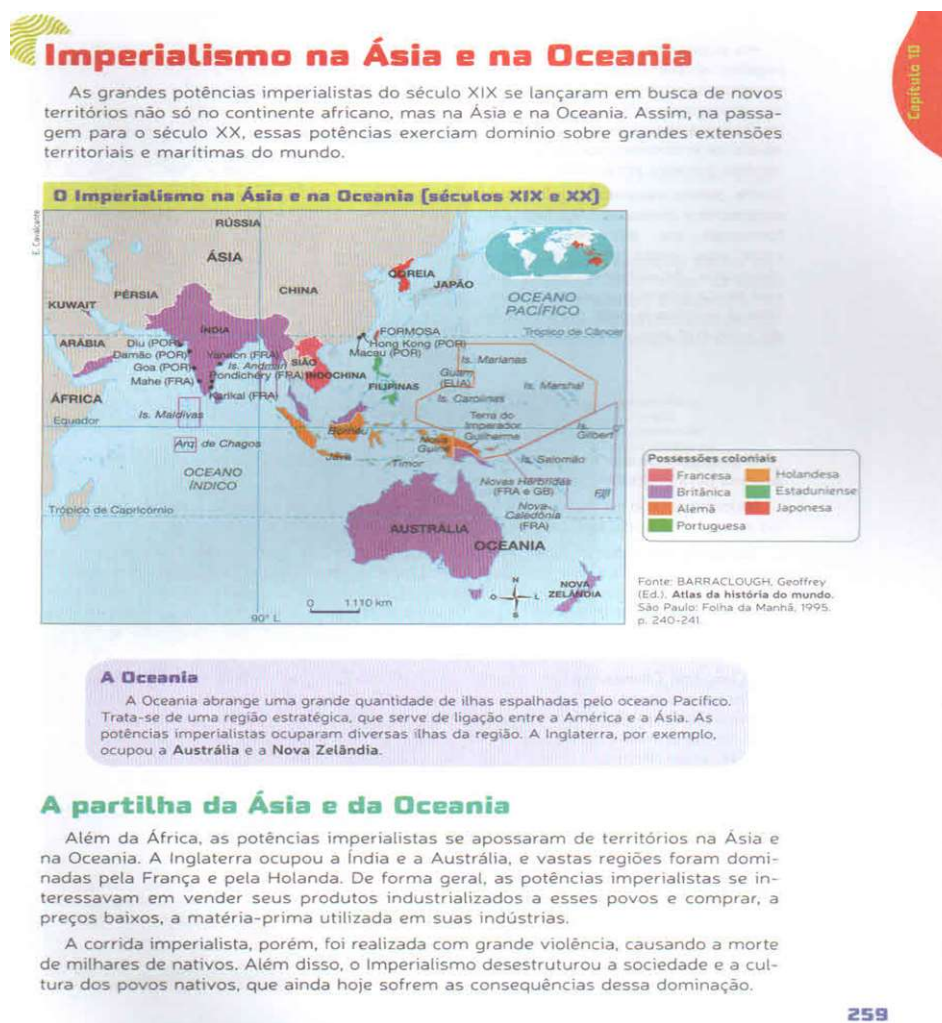 Imperialismo na Ásia e na Oceania
Capítulo 10
As grandes potências imperialistas do século XIX se lançaram em busca de novos
territórios não só no continente africano, mas na Ásia e na Oceania. Assim, na passa-
gem para o século XX, essas potências exerciam domínio sobre grandes extensões
territoriais e marítimas do mundo.
O Imperialismo na Ásia e na Oceania (séculos XIX e XX)
E. Cavalcante
RÚSSIA
ÁSIA
COREIA
JAPÃO
CHINA
PÉRSIA
KUWAIT
OCEANO
PACÍFICO
ÍNDIA
FORMOSA
Trópico de Câncer
ARÁBIA
Diu (POR)
Hong Kong (POR)
Damão (POR)
Yanaon (FRA)
Macau (POR)
SIÃO
Is. Andman
Is. Marianas
Goa (POR)
Pondichéry (FRA)
INDOCHINA
Guam
(EUA)
Mahe (FRA)
FILIPINAS
Is. Marshal
ÁFRICA
Karikal (FRA)
Is. Carolinas
Equador
Is. Maldivas
Terra do
Imperador
Guilherme
Is.
Gilbert
Bornéu
Nova
Guiné
Arq. de Chagos
Java
Timor
Is. Salomão
OCEANO
ÍNDICO
Novas Hérbridas
(FRA e GB)
Fiji
Trópico de Capricórnio
Nova
Caledônia
(FRA)
AUSTRÁLIA
OCEANIA
NOVA
ZELÂNDIA
N
O
L
S
0 1.110 km
90° L
Possessões coloniais
Francesa
Holandesa
Britânica
Estaduniense
Alemã
Japonesa
Portuguesa
Fonte: BARRACLOUGH, Geoffrey
(Ed.). Atlas da história do mundo.
São Paulo: Folha da Manhã, 1995.
p. 240-241.
A Oceania
A Oceania abrange uma grande quantidade de ilhas espalhadas pelo oceano Pacífico.
Trata-se de uma região estratégica, que serve de ligação entre a América e a Ásia. As
potências imperialistas ocuparam diversas ilhas da região. A Inglaterra, por exemplo,
ocupou a Austrália e a Nova Zelândia.
A partilha da Ásia e da Oceania
Além da África, as potências imperialistas se apossaram de territórios na Ásia e
na Oceania. A Inglaterra ocupou a Índia e a Austrália, e vastas regiões foram domi-
nadas pela França e pela Holanda. De forma geral, as potências imperialistas se in-
teressavam em vender seus produtos industrializados a esses povos e comprar, a
preços baixos, a matéria-prima utilizada em suas indústrias.
A corrida imperialista, porém, foi realizada com grande violência, causando a morte
de milhares de nativos. Além disso, o Imperialismo desestruturou a sociedade e a cul-
tura dos povos nativos, que ainda hoje sofrem as consequências dessa dominação.
259